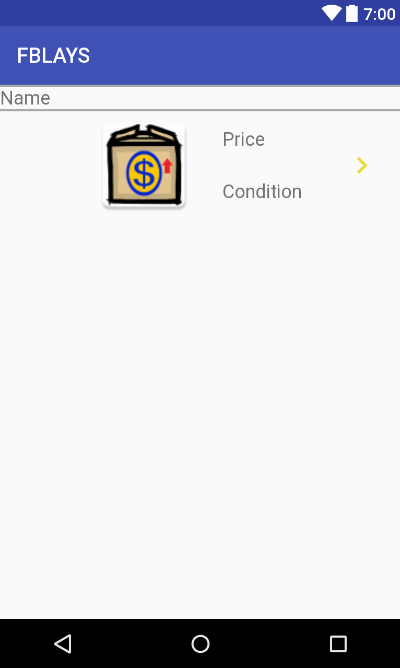 7:00
FBLAYS
Name
$
Price
Condition